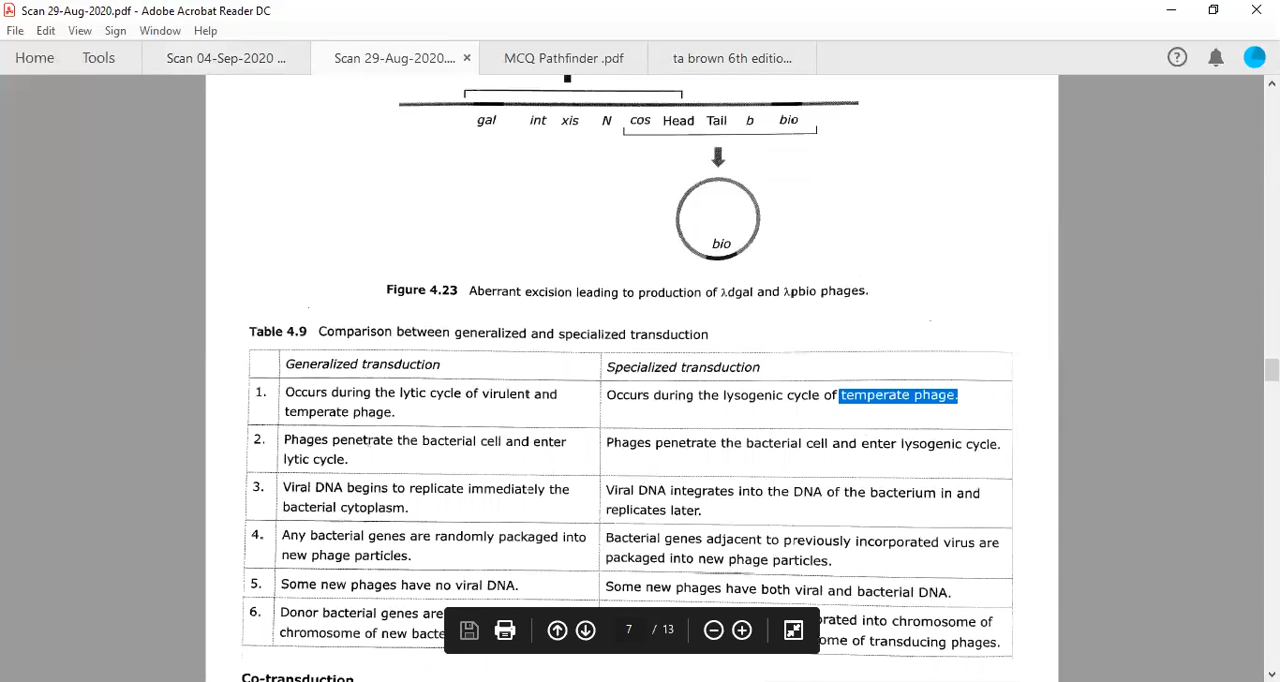 Scan 29-Aug-2020.pdf - Adobe Acrobat Reader DC
File Edit View Sign Window Help
Home Tools Scan 04-Sep-2020 ... Scan 29-Aug-2020.... × MCQ Pathfinder .pdf ta brown 6th editio...
gal int xis N cos Head Tail b bio
bio
Figure 4.23 Aberrant excision leading to production of λdgal and λpbio phages.
Table 4.9 Comparison between generalized and specialized transduction
Generalized transduction
Specialized transduction
1.
Occurs during the lytic cycle of virulent and
temperate phage.
Occurs during the lysogenic cycle of temperate phage.
2.
Phages penetrate the bacterial cell and enter
lytic cycle.
Phages penetrate the bacterial cell and enter lysogenic cycle.
3.
Viral DNA begins to replicate immediately the
bacterial cytoplasm.
Viral DNA integrates into the DNA of the bacterium in and
replicates later.
4.
Any bacterial genes are randomly packaged into
new phage particles.
Bacterial genes adjacent to previously incorporated virus are
packaged into new phage particles.
5.
Some new phages have no viral DNA.
Some new phages have both viral and bacterial DNA.
6.
Donor bacterial genes are
chromosome of new bacte
orated into chromosome of
ome of transducing phages.
7 / 13
Co-transduction